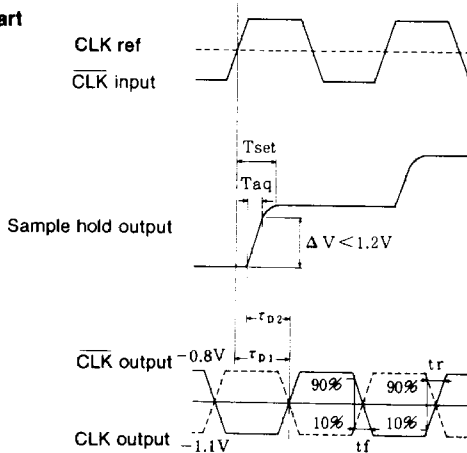 art
CLK ref
CLK input
Tset
Taq
Sample hold output
ΔV<1.2V
τD2
CLK output -0.8V
τD1
tr
90% 90%
10% 10%
CLK output
-1.1V
tf